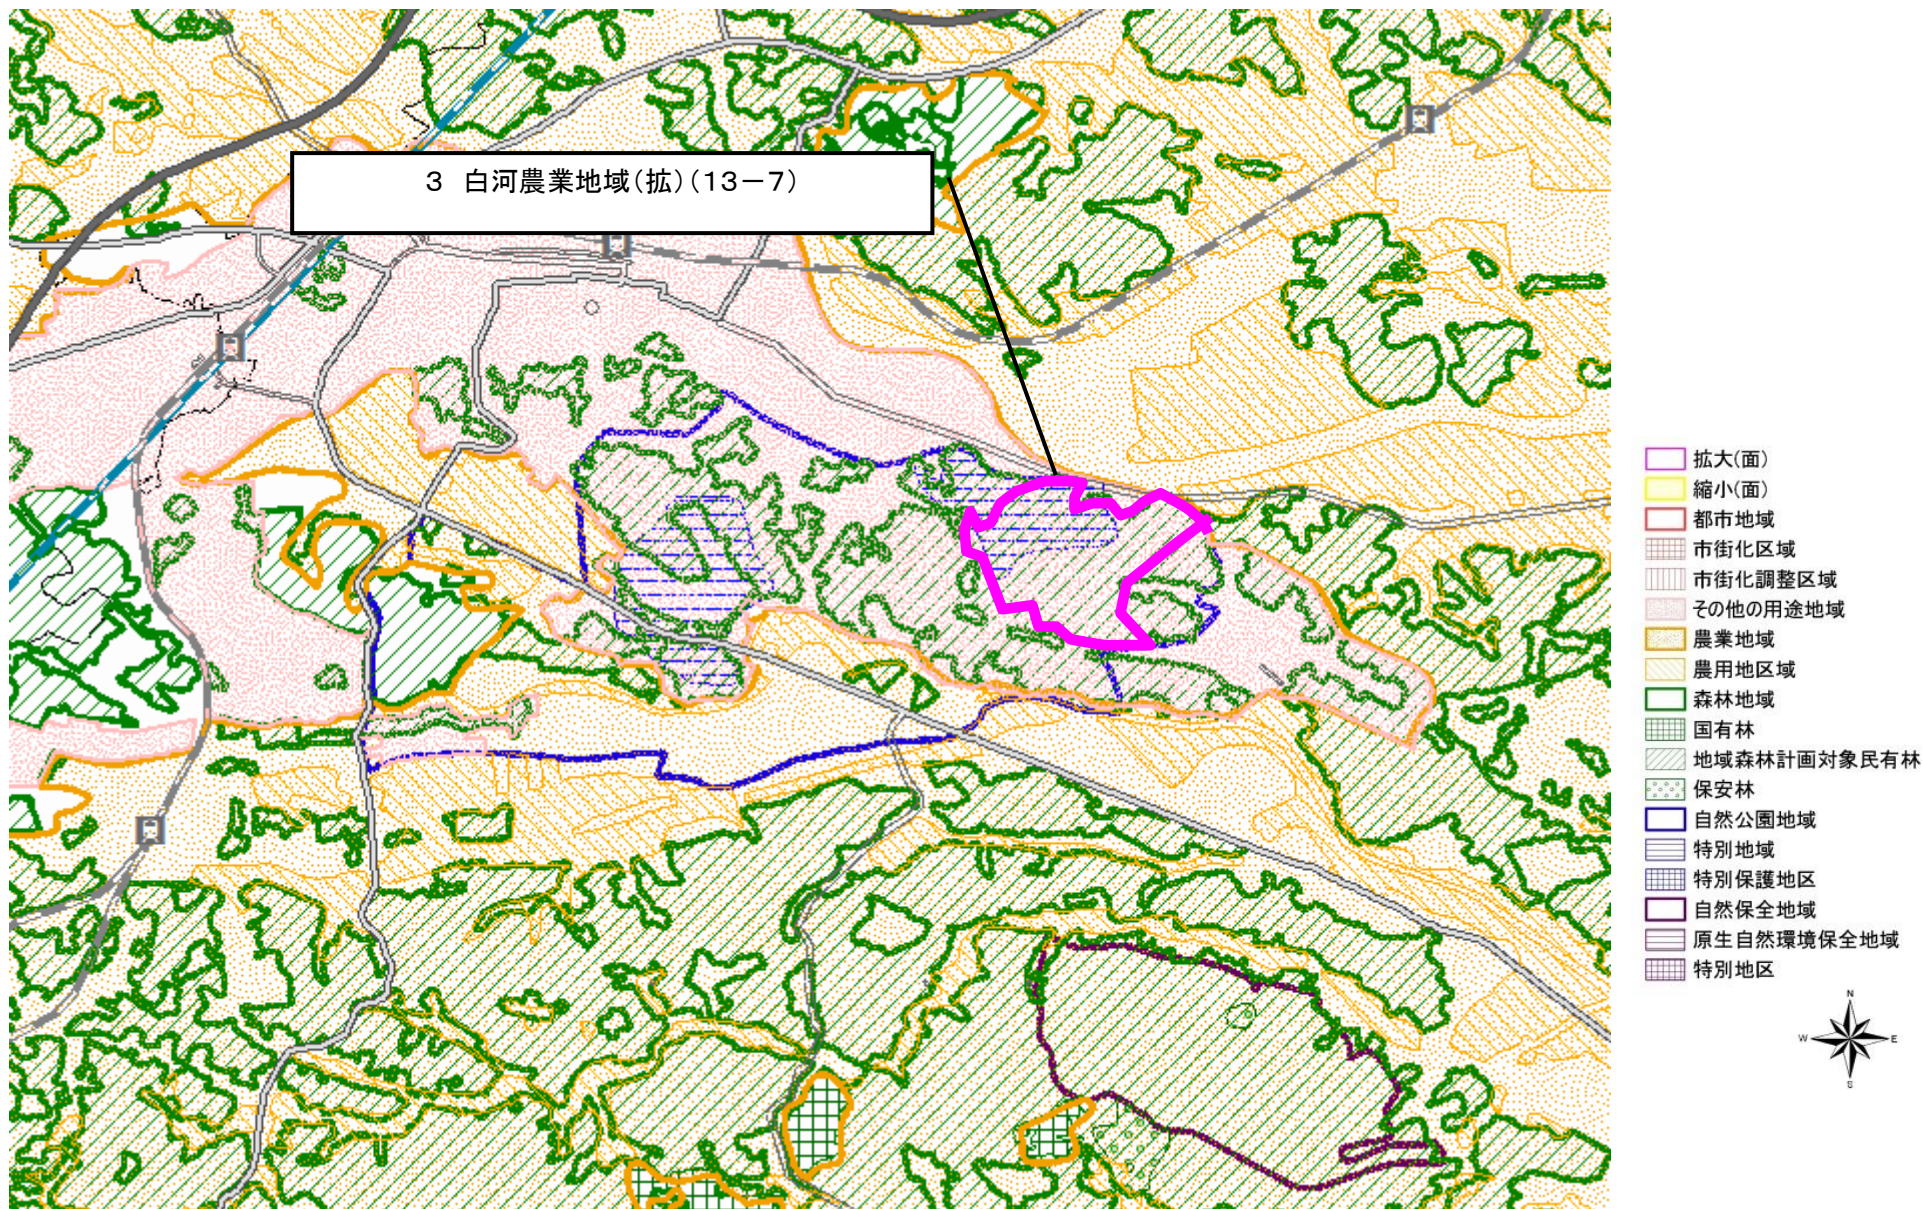 3 白河農業地域(拡)(13-7)
拡大(面)
縮小(面)
都市地域
市街化区域
市街化調整区域
その他の用途地域
農業地域
農用地区域
森林地域
国有林
地域森林計画対象民有林
保安林
自然公園地域
特別地域
特別保護地区
自然保全地域
原生自然環境保全地域
特別地区
N
W E
S